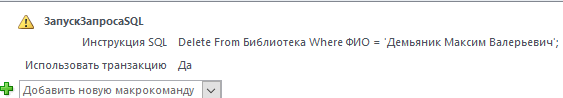 ЗапускЗапросаSQL
Инструкция SQL Delete From Библиотека Where ФИО = 'Демьяник Максим Валерьевич';
Использовать транзакцию Да
Добавить новую макрокоманду